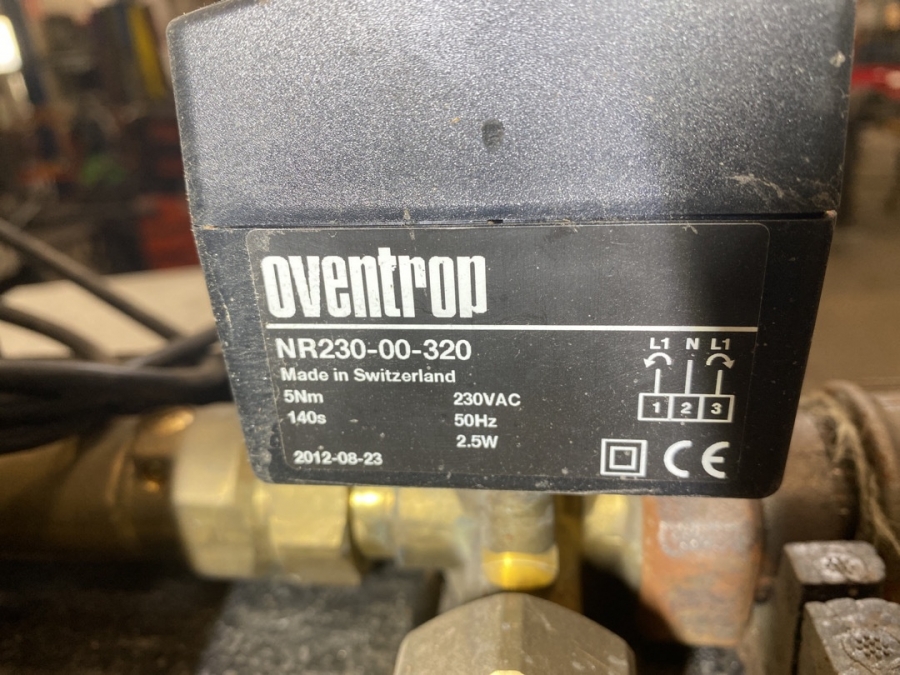 oventrop
NR230-00-320
Made in Switzerland
5Nm 230VAC
140s 50Hz
2.5W
2012-08-23
L1 N L1
1 2 3
CE